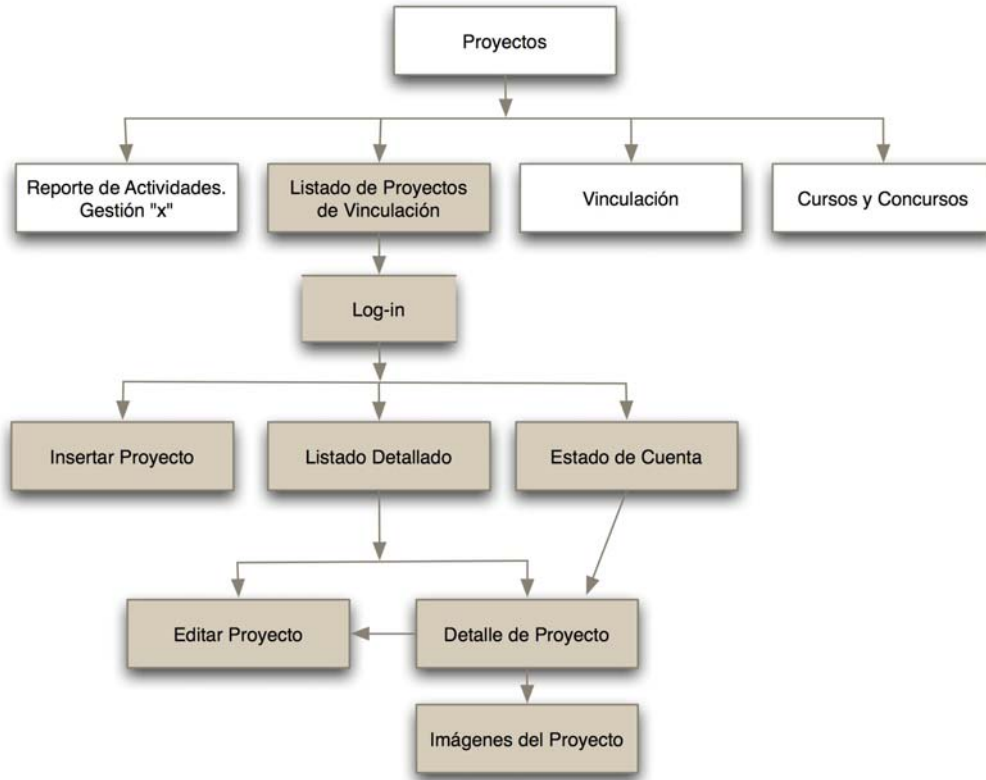 Proyectos
Reporte de Actividades.
Gestión "x"
Listado de Proyectos
de Vinculación
Vinculación
Cursos y Concursos
Log-in
Insertar Proyecto
Listado Detallado
Estado de Cuenta
Editar Proyecto
Detalle de Proyecto
Imágenes del Proyecto